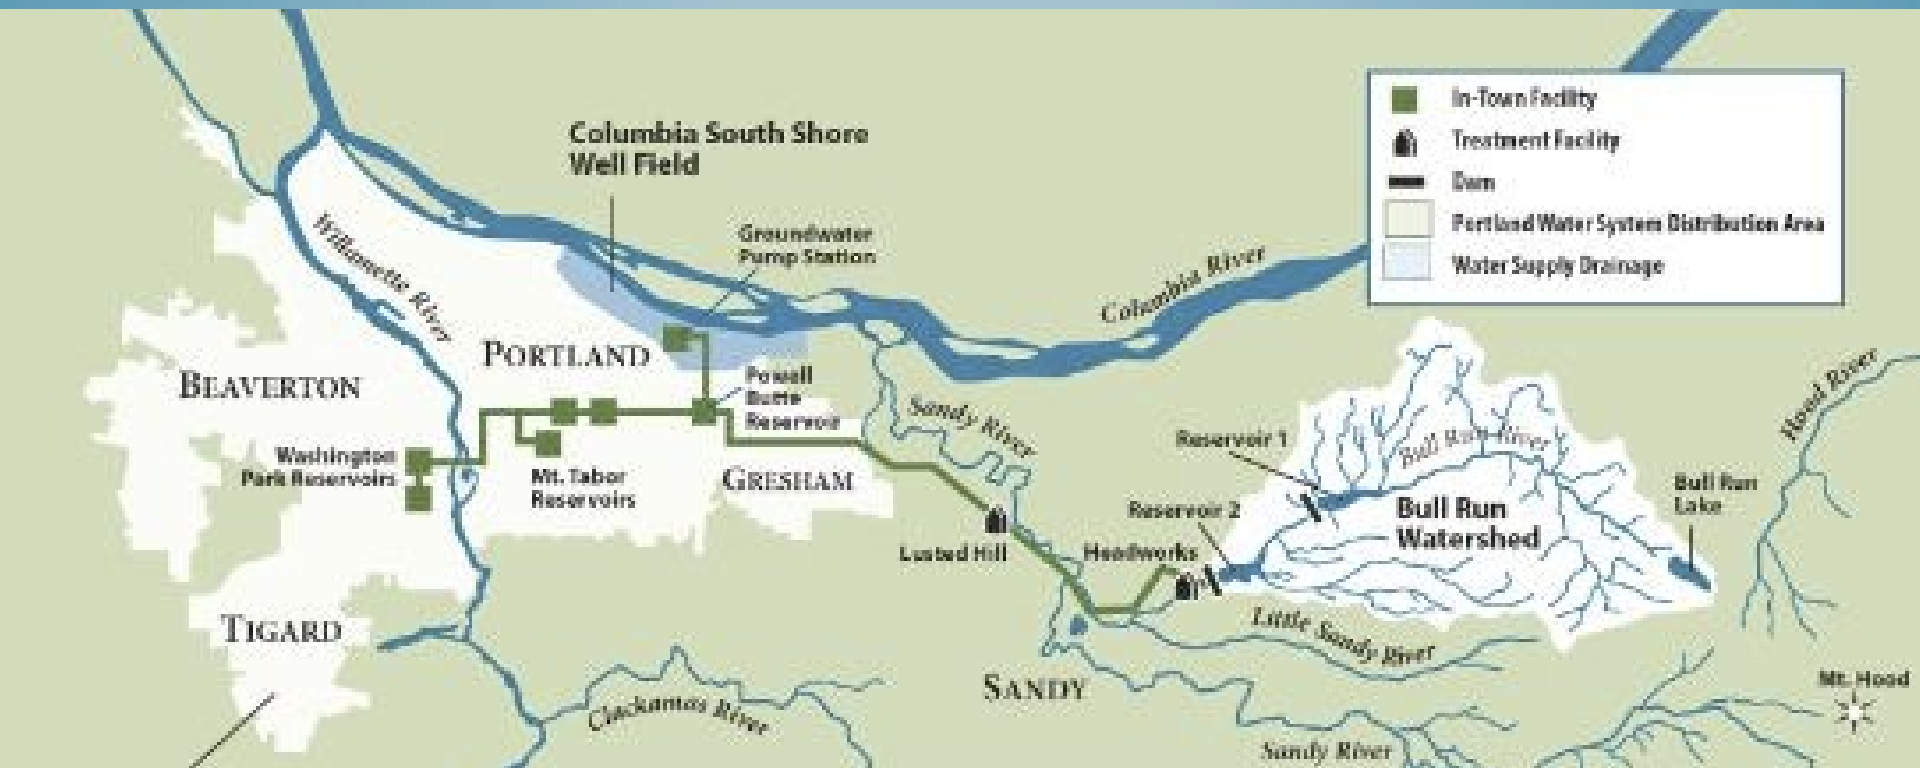 Columbia South Shore
Well Field
In-Town Facility
Treatment Facility
Dam
Portland Water System Distribution Area
Water Supply Drainage
Groundwater
Pump Station
Willamette River
Columbia River
PORTLAND
BEAVERTON
Powell
Butte
Reservoir
Sandy River
Hood River
Reservoir 1
Bull Run River
Washington
Park Reservoirs
Mt. Tabor
Reservoirs
GRESHAM
Bull Run
Lake
Reservoir 2
Bull Run
Watershed
Lusted Hill
Headworks
TIGARD
Little Sandy River
SANDY
Mt. Hood
Clackamas River
Sandy River